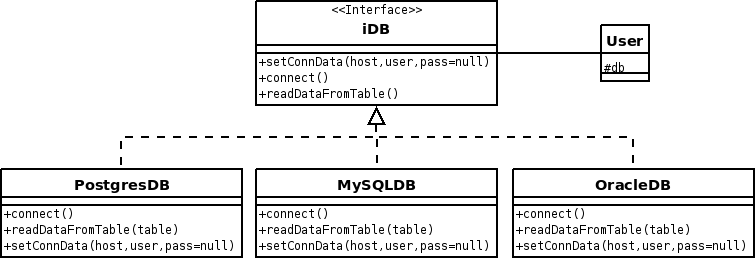 <<Interface>>
iDB
+setConnData(host,user,pass=null)
+connect()
+readDataFromTable()
User
#db
PostgresDB
+connect()
+readDataFromTable(table)
+setConnData(host,user,pass=null)
MySQLDB
+connect()
+readDataFromTable(table)
+setConnData(host,user,pass=null)
OracleDB
+connect()
+readDataFromTable(table)
+setConnData(host,user,pass=null)